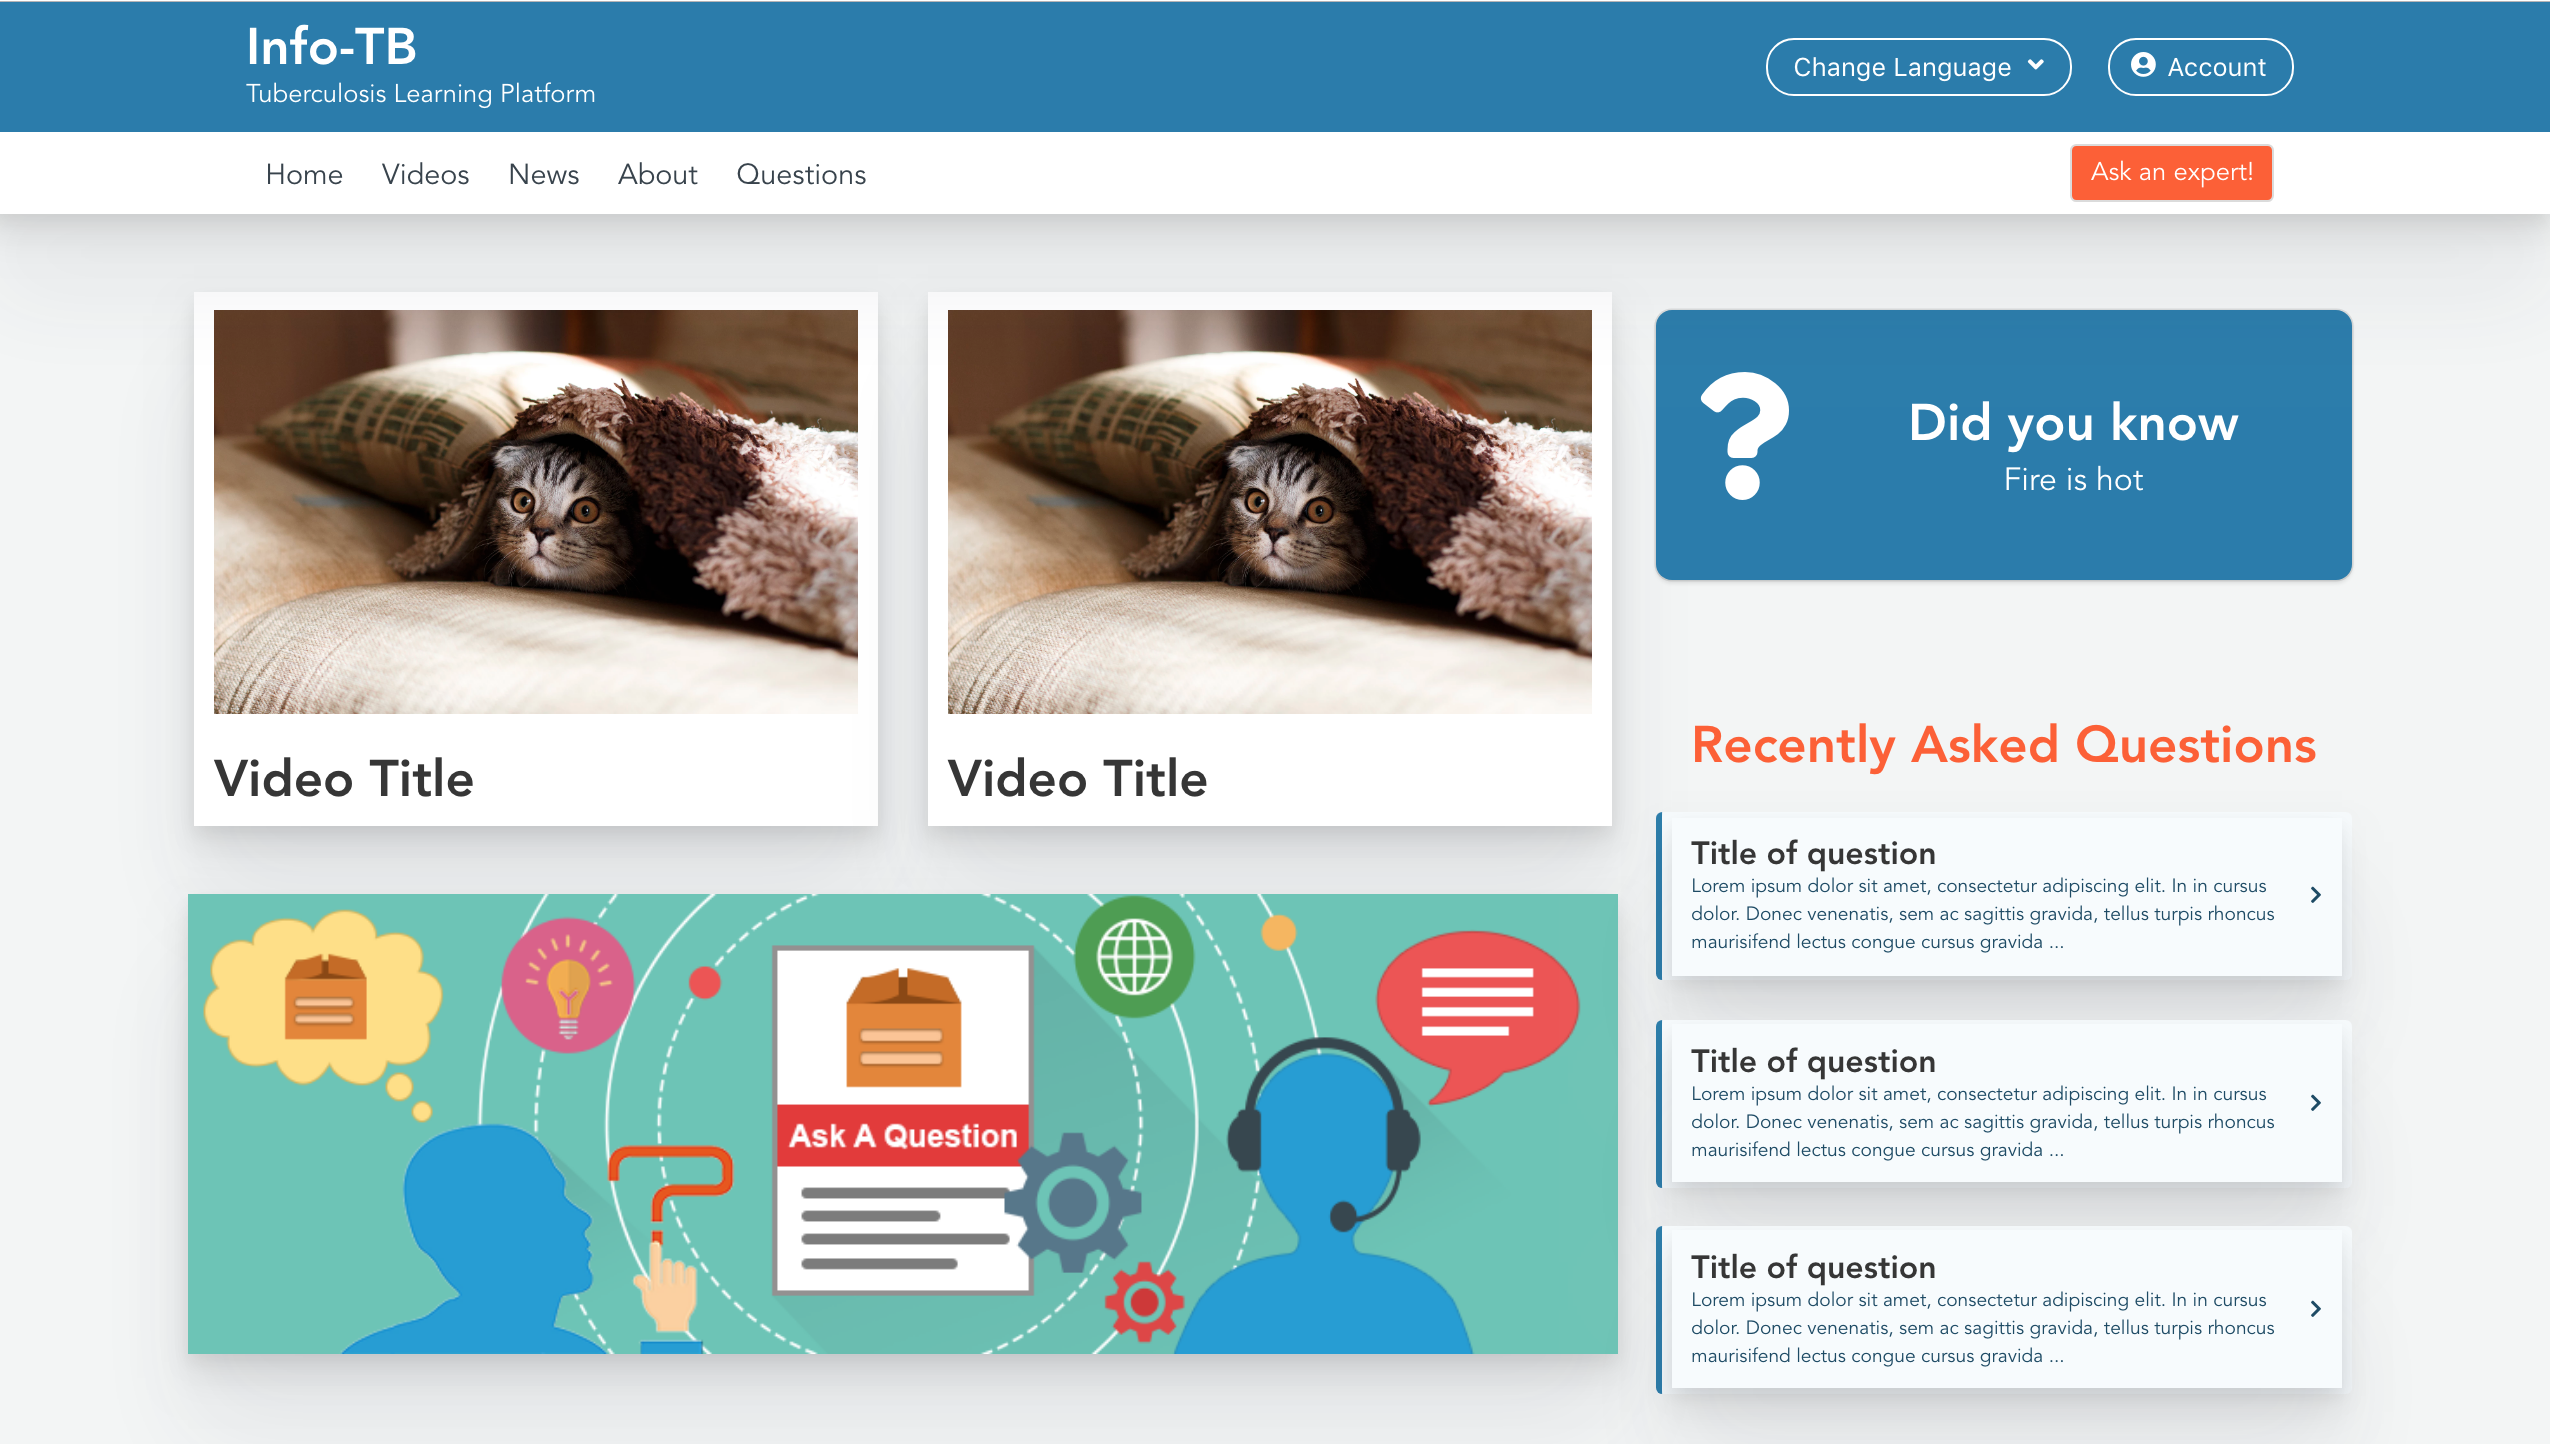 Info-TB
Tuberculosis Learning Platform
Change Language
Account
Home Videos News About Questions
Ask an expert!
Video Title
Video Title
Did you know
Fire is hot
Ask A Question
Recently Asked Questions
Title of question
Lorem ipsum dolor sit amet, consectetur adipiscing elit. In in cursus
dolor. Donec venenatis, sem ac sagittis gravida, tellus turpis rhoncus
maurisifend lectus congue cursus gravida ...
Title of question
Lorem ipsum dolor sit amet, consectetur adipiscing elit. In in cursus
dolor. Donec venenatis, sem ac sagittis gravida, tellus turpis rhoncus
maurisifend lectus congue cursus gravida ...
Title of question
Lorem ipsum dolor sit amet, consectetur adipiscing elit. In in cursus
dolor. Donec venenatis, sem ac sagittis gravida, tellus turpis rhoncus
maurisifend lectus congue cursus gravida ...